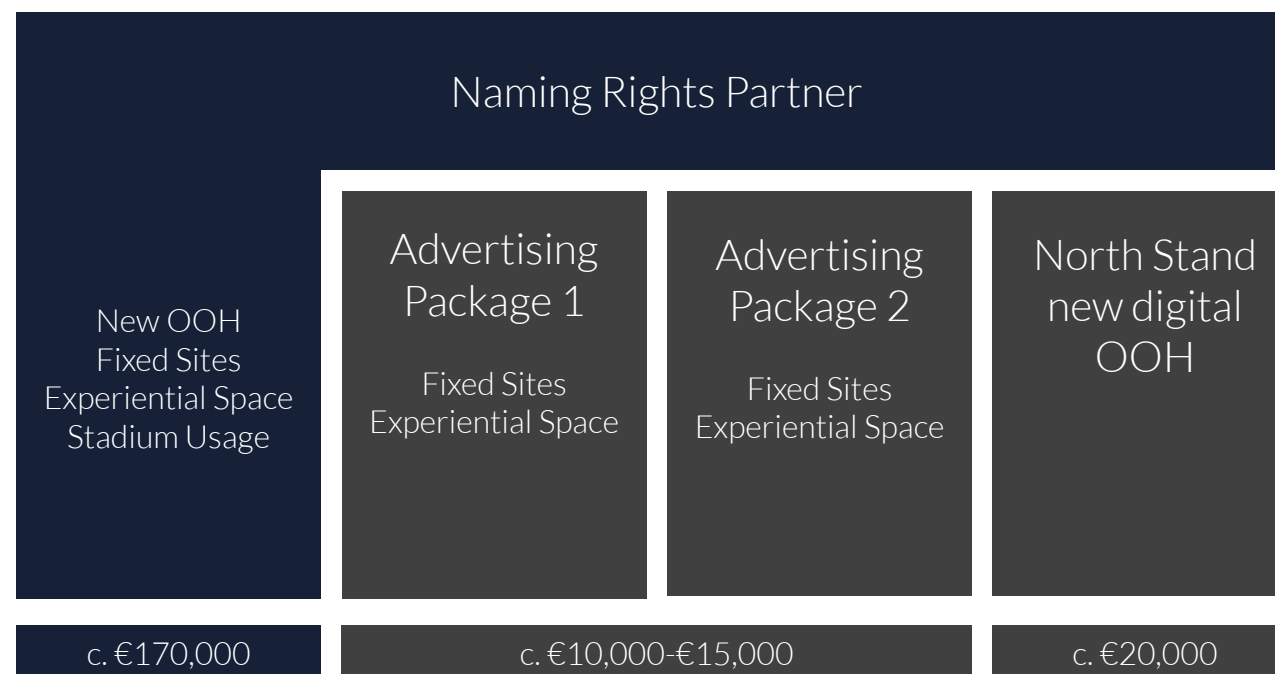 Naming Rights Partner
New OOH
Fixed Sites
Experiential Space
Stadium Usage
Advertising
Package 1
Fixed Sites
Experiential Space
Advertising
Package 2
Fixed Sites
Experiential Space
North Stand
new digital
OOH
c. €170,000
c. €10,000-€15,000
c. €20,000